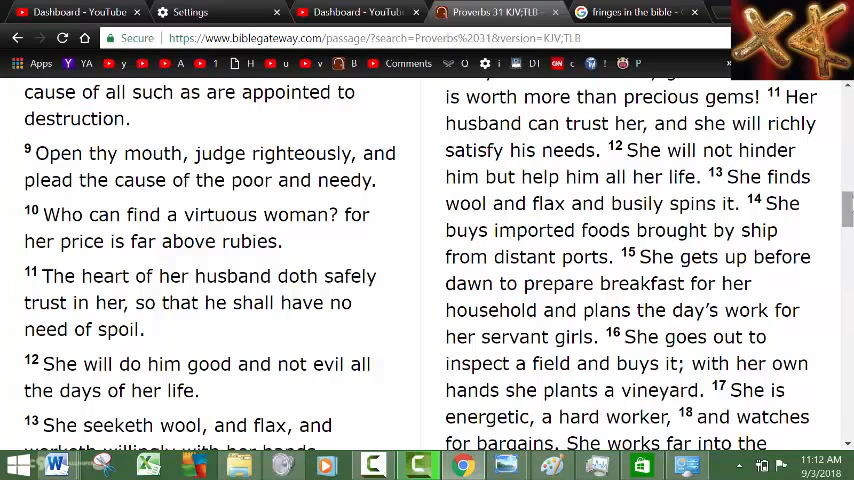 Dashboard - YouTube
Settings
Dashboard - YouTube
Proverbs 31 KJV;TLB -
fringes in the bible -
Secure
https://www.biblegateway.com/passage/?search=Proverbs%2031&version=KJV;TLB
Apps
YA
y
A
1
H
u
v
B
Comments
Q
i
DT
a
!
P
cause of all such as are appointed to
destruction.
9 Open thy mouth, judge righteously, and
plead the cause of the poor and needy.
10 Who can find a virtuous woman? for
her price is far above rubies.
11 The heart of her husband doth safely
trust in her, so that he shall have no
need of spoil.
12 She will do him good and not evil all
the days of her life.
13 She seeketh wool, and flax, and
is worth more than precious gems! 11 Her
husband can trust her, and she will richly
satisfy his needs. 12 She will not hinder
him but help him all her life. 13 She finds
wool and flax and busily spins it. 14 She
buys imported foods brought by ship
from distant ports. 15 She gets up before
dawn to prepare breakfast for her
household and plans the day's work for
her servant girls. 16 She goes out to
inspect a field and buys it; with her own
hands she plants a vineyard. 17 She is
energetic, a hard worker, 18 and watches
for bargains. She works far into the
11:12 AM
9/3/2018